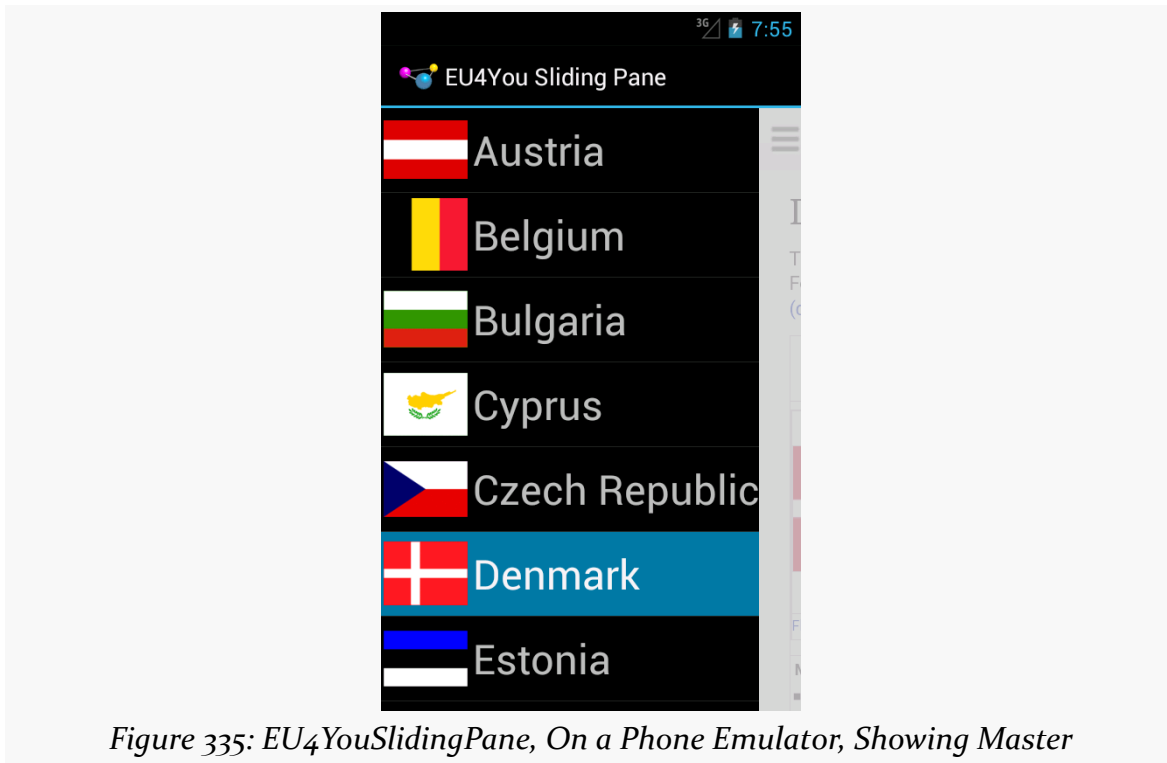 3G 7:55
EU4You Sliding Pane
Austria
Belgium
Bulgaria
Cyprus
Czech Republic
Denmark
Estonia
Figure 335: EU4YouSlidingPane, On a Phone Emulator, Showing Master